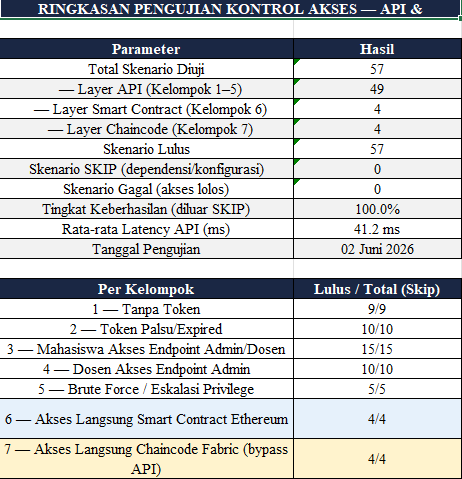 RINGKASAN PENGUJIAN KONTROL AKSES — API &
Parameter Hasil
Total Skenario Diuji 57
— Layer API (Kelompok 1–5) 49
— Layer Smart Contract (Kelompok 6) 4
— Layer Chaincode (Kelompok 7) 4
Skenario Lulus 57
Skenario SKIP (dependensi/konfigurasi) 0
Skenario Gagal (akses lolos) 0
Tingkat Keberhasilan (diluar SKIP) 100.0%
Rata-rata Latency API (ms) 41.2 ms
Tanggal Pengujian 02 Juni 2026
Per Kelompok Lulus / Total (Skip)
1 — Tanpa Token 9/9
2 — Token Palsu/Expired 10/10
3 — Mahasiswa Akses Endpoint Admin/Dosen 15/15
4 — Dosen Akses Endpoint Admin 10/10
5 — Brute Force / Eskalasi Privilege 5/5
6 — Akses Langsung Smart Contract Ethereum 4/4
7 — Akses Langsung Chaincode Fabric (bypass
API) 4/4